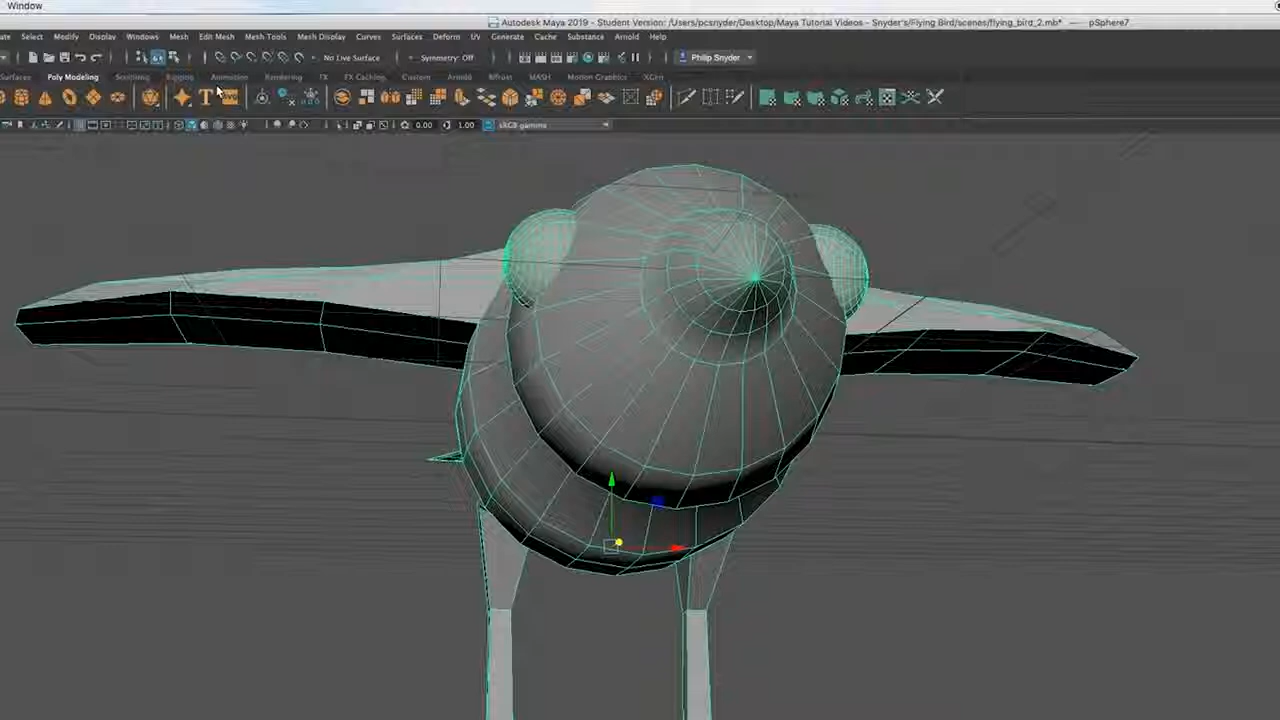 Window
Autodesk Maya 2019 - Student Version: /Users/pcsnyder/Desktop/Maya Tutorial Videos - Snyder's/Flying Bird/scenes/flying_bird_2.mb* --- pSphere7
ate Select Modify Display Windows Mesh Edit Mesh Mesh Tools Mesh Display Curves Surfaces Deform UV Generate Cache Substance Arnold Help
No Live Surface Symmetry: Off Philip Snyder
Surfaces Poly Modeling Sculpting Rigging Animation Rendering FX FX Caching Custom Arnold Bifrost MASH Motion Graphics XGen
T SVG
0.00 1.00 sRGB gamma